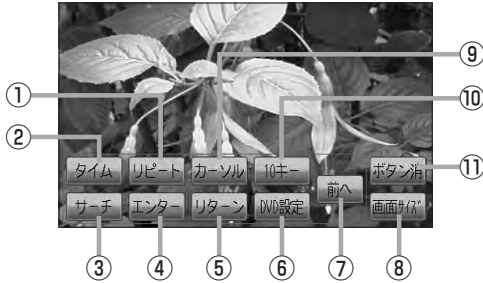 ⑨
① ⑩
②
タイム リピート カーソル 10キー ボタン消 ⑪
前へ
サーチ エンター リターン DVD設定 画面ｻｲｽﾞ
③ ④ ⑤ ⑥ ⑦ ⑧